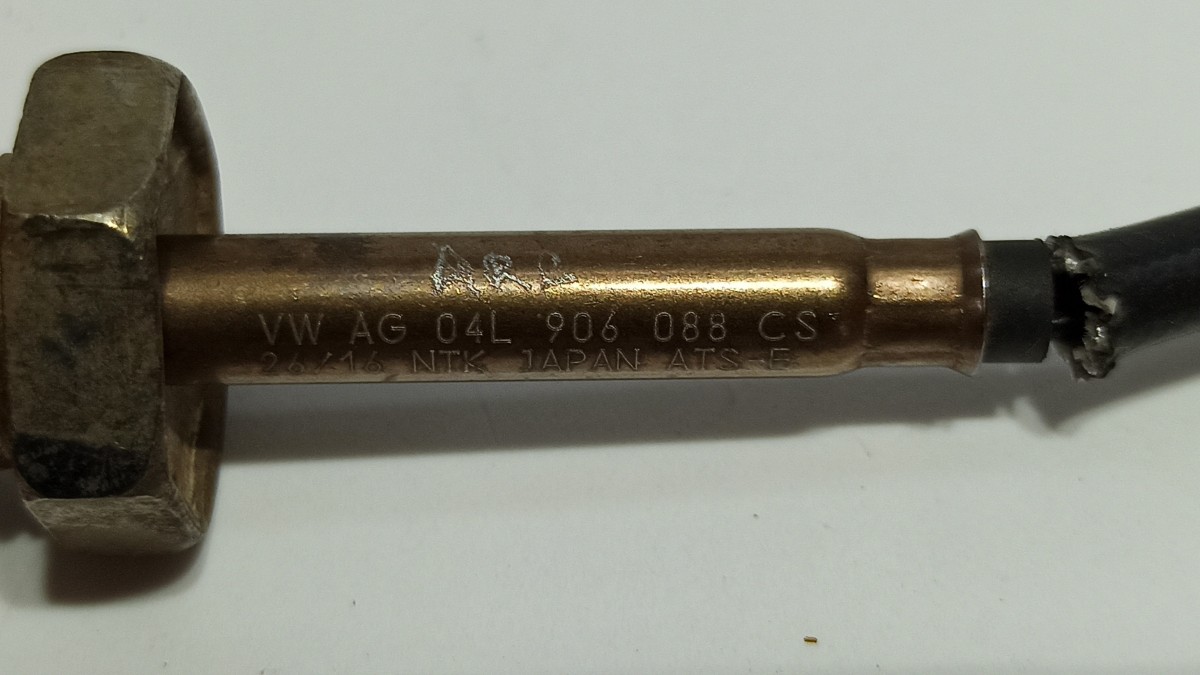 VW AG 04L 906 088 CS
26/16 NTK JAPAN ATS-E